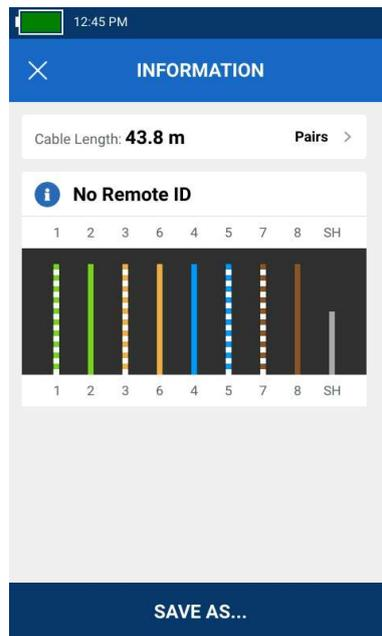 12:45 PM
INFORMATION
Cable Length: 43.8 m Pairs
No Remote ID
1 2 3 6 4 5 7 8 SH
1 2 3 6 4 5 7 8 SH
SAVE AS...